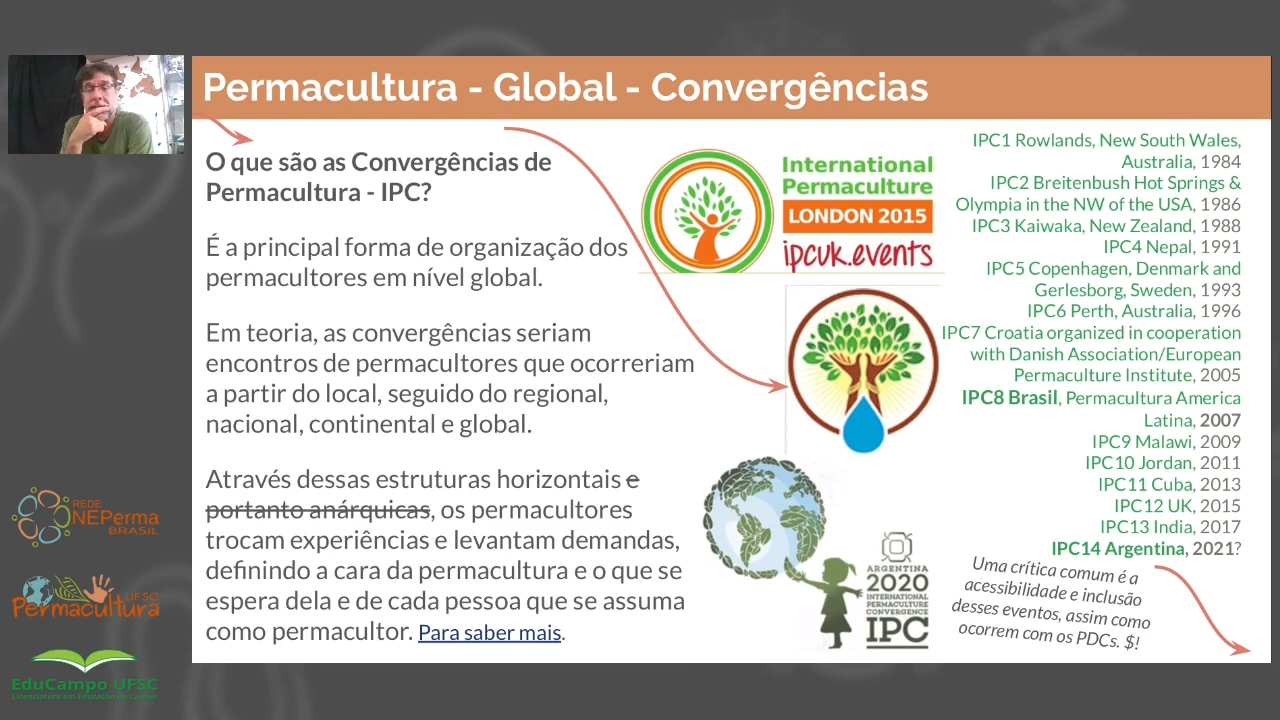 Permacultura - Global - Convergências
O que são as Convergências de
Permacultura - IPC?
É a principal forma de organização dos
permacultores em nível global.
Em teoria, as convergências seriam
encontros de permacultores que ocorreriam
a partir do local, seguido do regional,
nacional, continental e global.
Através dessas estruturas horizontais e
portanto anárquicas, os permacultores
trocam experiências e levantam demandas,
definindo a cara da permacultura e o que se
espera dela e de cada pessoa que se assuma
como permacultor. Para saber mais.
International
Permaculture
LONDON 2015
ipcuk.events
ARGENTINA
2020
INTERNATIONAL
PERMACULTURE
CONVERGENCE
IPC
IPC1 Rowlands, New South Wales,
Australia, 1984
IPC2 Breitenbush Hot Springs &
Olympia in the NW of the USA, 1986
IPC3 Kaiwaka, New Zealand, 1988
IPC4 Nepal, 1991
IPC5 Copenhagen, Denmark and
Gerlesborg, Sweden, 1993
IPC6 Perth, Australia, 1996
IPC7 Croatia organized in cooperation
with Danish Association/European
Permaculture Institute, 2005
IPC8 Brasil, Permacultura America
Latina, 2007
IPC9 Malawi, 2009
IPC10 Jordan, 2011
IPC11 Cuba, 2013
IPC12 UK, 2015
IPC13 India, 2017
IPC14 Argentina, 2021?
Uma crítica comum é a
acessibilidade e inclusão
desses eventos, assim como
ocorrem com os PDCs. $!
REDE
NEPerma
BRASIL
UFSC
Permacultura
EduCampo UFSC
Licenciatura em Educação do Campo